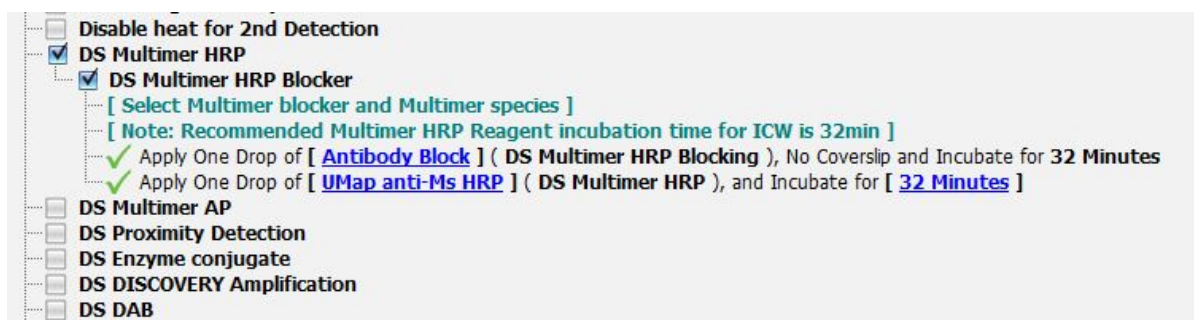 Disable heat for 2nd Detection
DS Multimer HRP
DS Multimer HRP Blocker
[ Select Multimer blocker and Multimer species ]
[ Note: Recommended Multimer HRP Reagent incubation time for ICW is 32min ]
Apply One Drop of [ Antibody Block ] ( DS Multimer HRP Blocking ), No Coverslip and Incubate for 32 Minutes
Apply One Drop of [ UMap anti-Ms HRP ] ( DS Multimer HRP ), and Incubate for [ 32 Minutes ]
DS Multimer AP
DS Proximity Detection
DS Enzyme conjugate
DS DISCOVERY Amplification
DS DAB